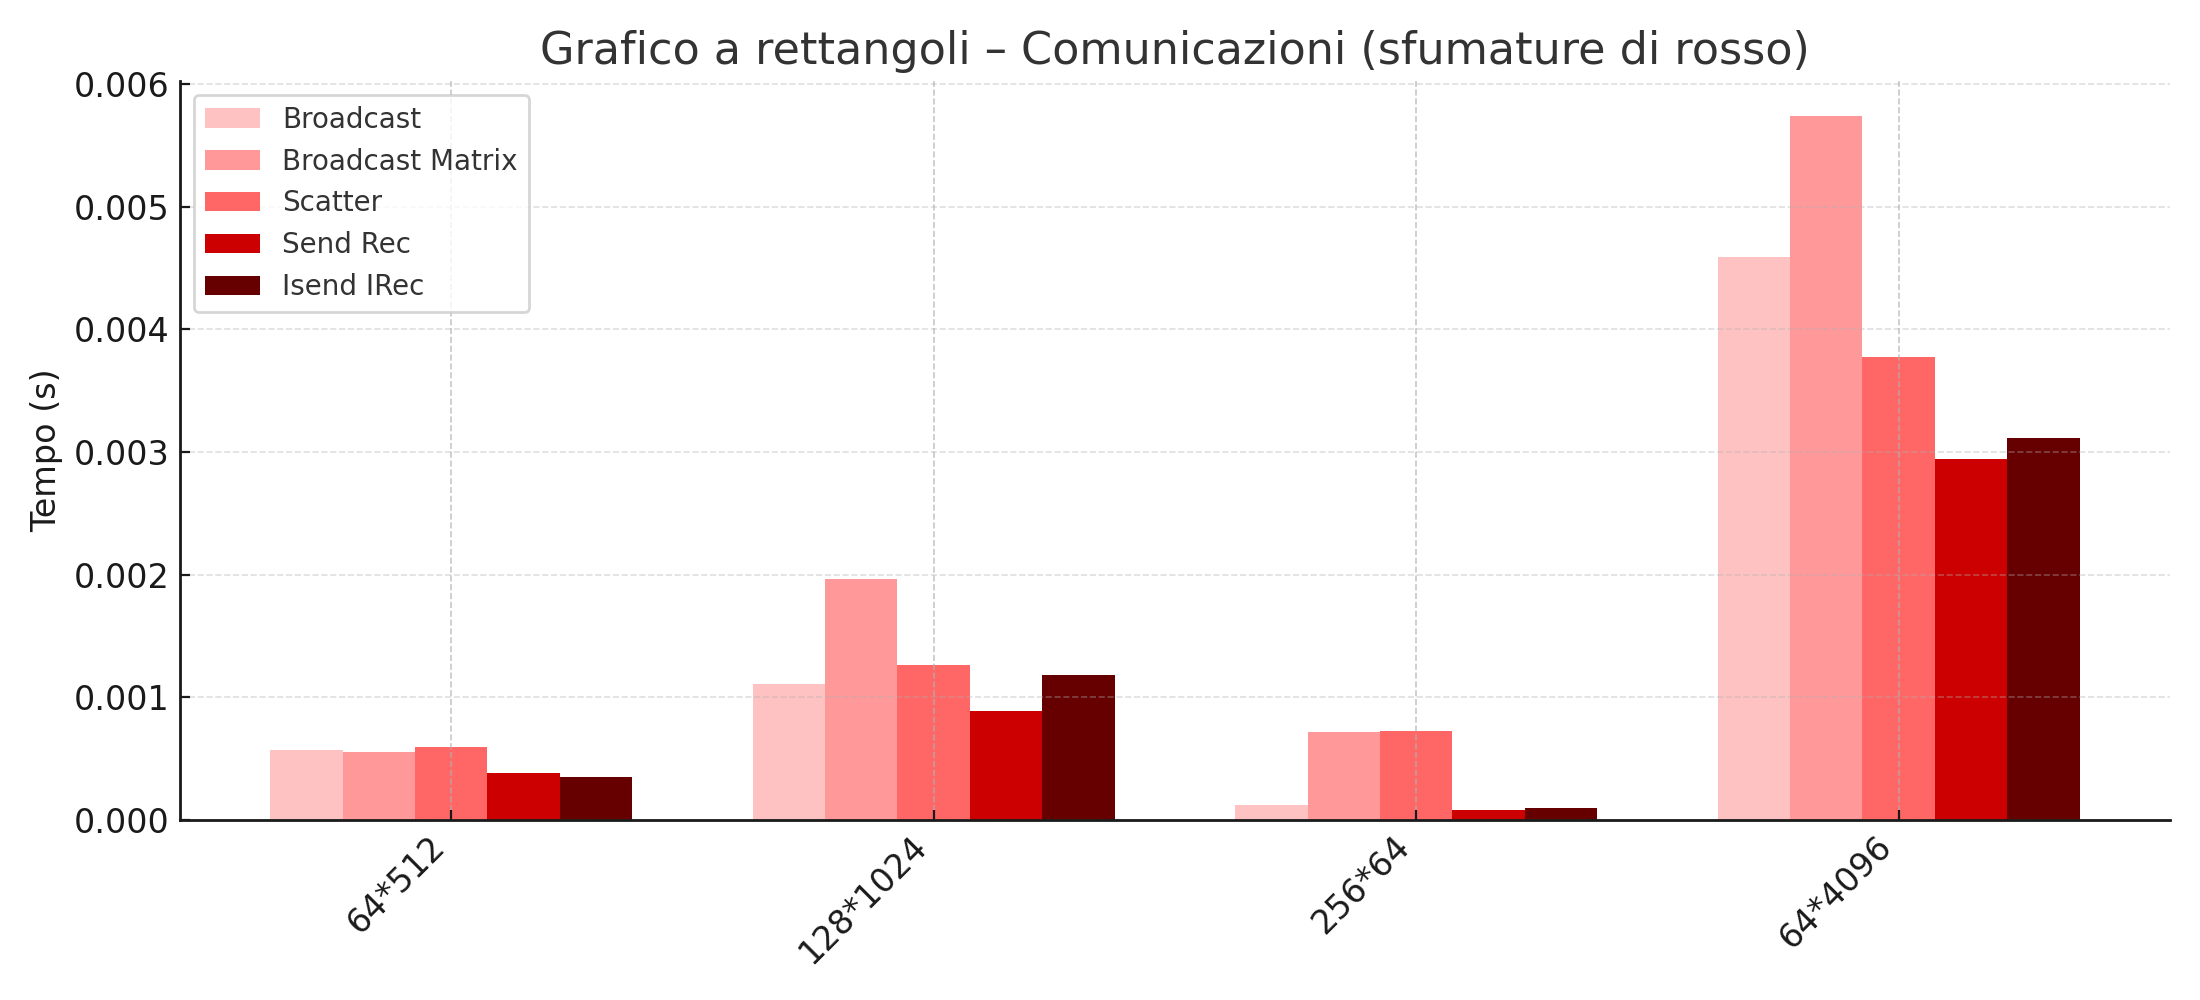 Grafico a rettangoli – Comunicazioni (sfumature di rosso)
Tempo (s)
0.006
0.005
0.004
0.003
0.002
0.001
0.000
Broadcast
Broadcast Matrix
Scatter
Send Rec
Isend IRec
64*512
128*1024
256*64
64*4096